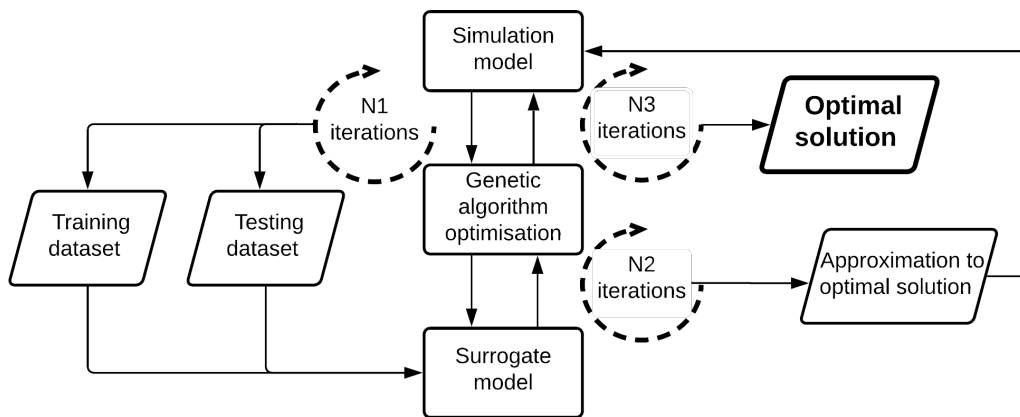 Simulation
model
N1
iterations
N3
iterations
Optimal
solution
Training
dataset
Testing
dataset
Genetic
algorithm
optimisation
N2
iterations
Approximation to
optimal solution
Surrogate
model